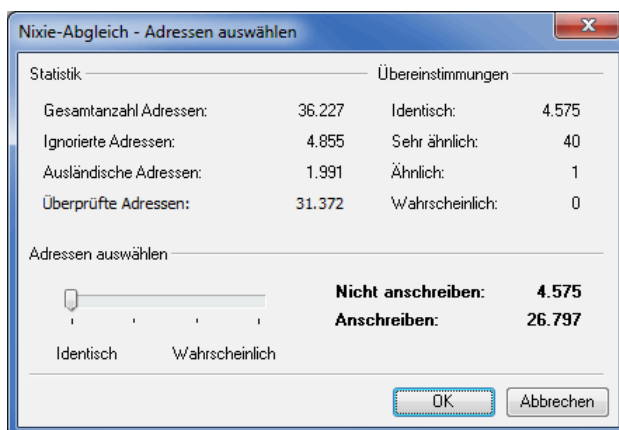 Nixie-Abgleich - Adressen auswählen
Statistik
Gesamtanzahl Adressen: 36.227
Ignorierte Adressen: 4.855
Ausländische Adressen: 1.991
Überprüfte Adressen: 31.372
Übereinstimmungen
Identisch: 4.575
Sehr ähnlich: 40
Ähnlich: 1
Wahrscheinlich: 0
Adressen auswählen
Identisch Wahrscheinlich
Nicht anschreiben: 4.575
Anschreiben: 26.797
OK Abbrechen